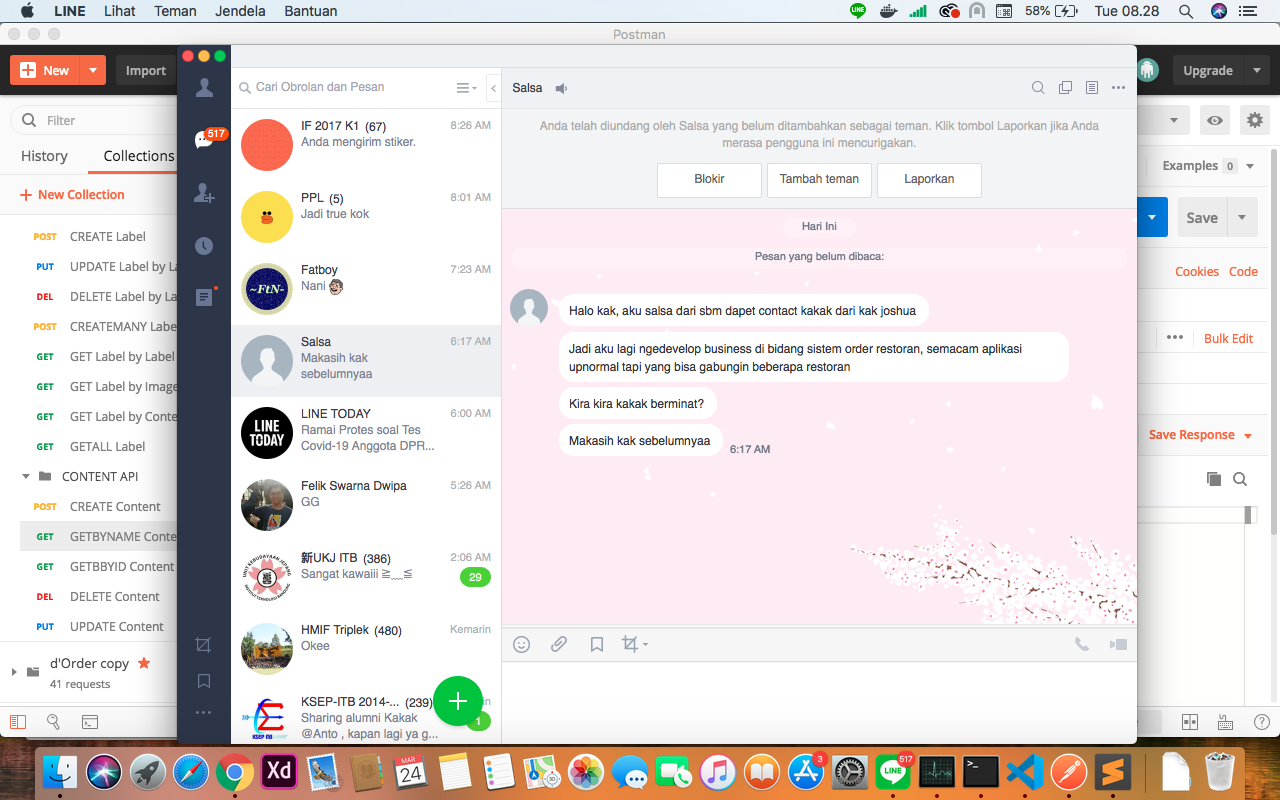 LINE Lihat Teman Jendela Bantuan
58% Tue 08.28
Postman
New
Import
Upgrade
Filter
History
Collections
New Collection
POST CREATE Label
PUT UPDATE Label by La
DEL DELETE Label by La
POST CREATEMANY Labe
GET GET Label by Label
GET GET Label by Image
GET GET Label by Conte
GET GETALL Label
CONTENT API
POST CREATE Content
GET GETBYNAME Conte
GET GETBBYID Content
DEL DELETE Content
PUT UPDATE Content
d'Order copy
41 requests
517
Cari Obrolan dan Pesan
IF 2017 K1 (67) 8:26 AM
Anda mengirim stiker.
PPL (5) 8:01 AM
Jadi true kok
~FtN~
Fatboy 7:23 AM
Nani
Salsa 6:17 AM
Makasih kak
sebelumnyaa
LINE
TODAY
LINE TODAY 6:00 AM
Ramai Protes soal Tes
Covid-19 Anggota DPR...
Felik Swarna Dwipa 5:26 AM
GG
新UKJ ITB (386) 2:06 AM
Sangat kawaiii ≧﹏≦
29
HMIF Triplek (480) Kemarin
Okee
KSEP-ITB 2014-... (239)
Sharing alumni Kakak
@Anto , kapan lagi ya g...
1
Salsa
Anda telah diundang oleh Salsa yang belum ditambahkan sebagai teman. Klik tombol Laporkan jika Anda
merasa pengguna ini mencurigakan.
Blokir
Tambah teman
Laporkan
Hari Ini
Pesan yang belum dibaca:
Halo kak, aku salsa dari sbm dapet contact kakak dari kak joshua
Jadi aku lagi ngedevelop business di bidang sistem order restoran, semacam aplikasi
upnormal tapi yang bisa gabungin beberapa restoran
Kira kira kakak berminat?
Makasih kak sebelumnyaa
6:17 AM
Examples 0
Save
Cookies Code
Bulk Edit
Save Response
Xd
MAR
24
3
LINE
517